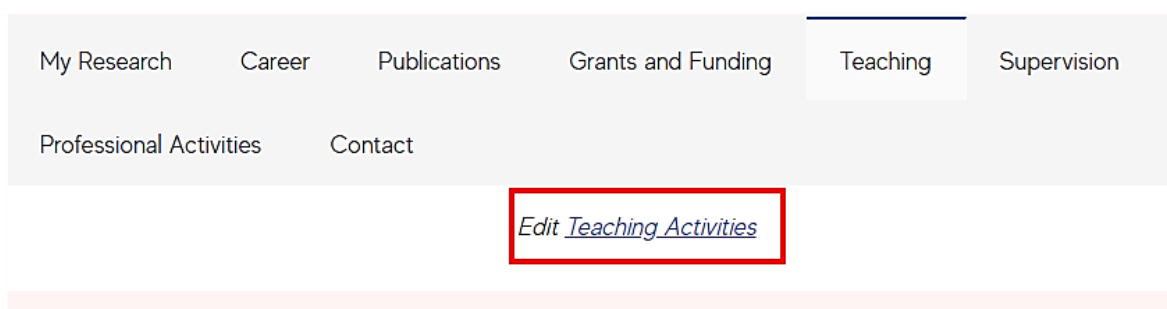 My Research Career Publications Grants and Funding Teaching Supervision
Professional Activities Contact
Edit Teaching Activities